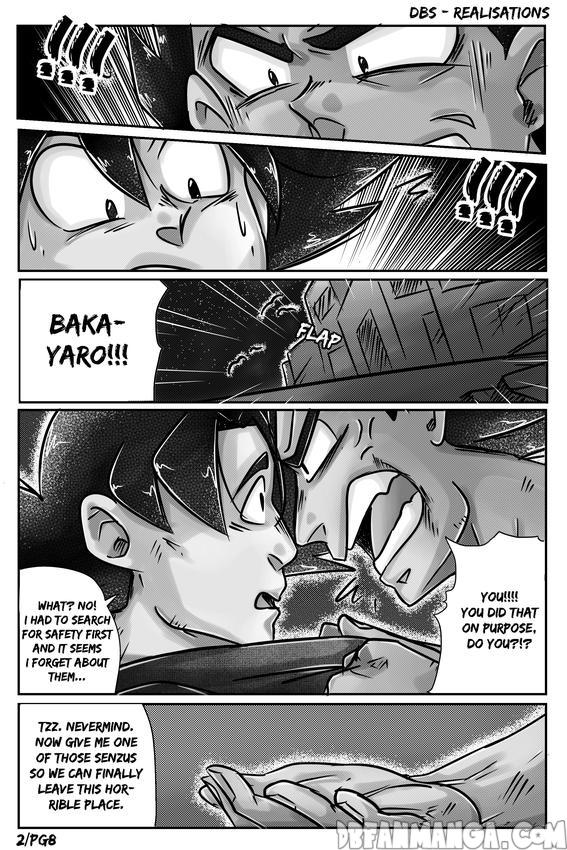 DBS - REALISATIONS
!!!
!!!
BAKA-
YARO!!!
FLAP
YOU!!!!
YOU DID THAT
ON PURPOSE,
DO YOU?!?
WHAT? NO!
I HAD TO SEARCH
FOR SAFETY FIRST
AND IT SEEMS
I FORGET ABOUT
THEM...
TZZ. NEVERMIND.
NOW GIVE ME ONE
OF THOSE SENZUS
SO WE CAN FINALLY
LEAVE THIS HOR-
RIBLE PLACE.
2/PG8
DBFANMANGA.COM